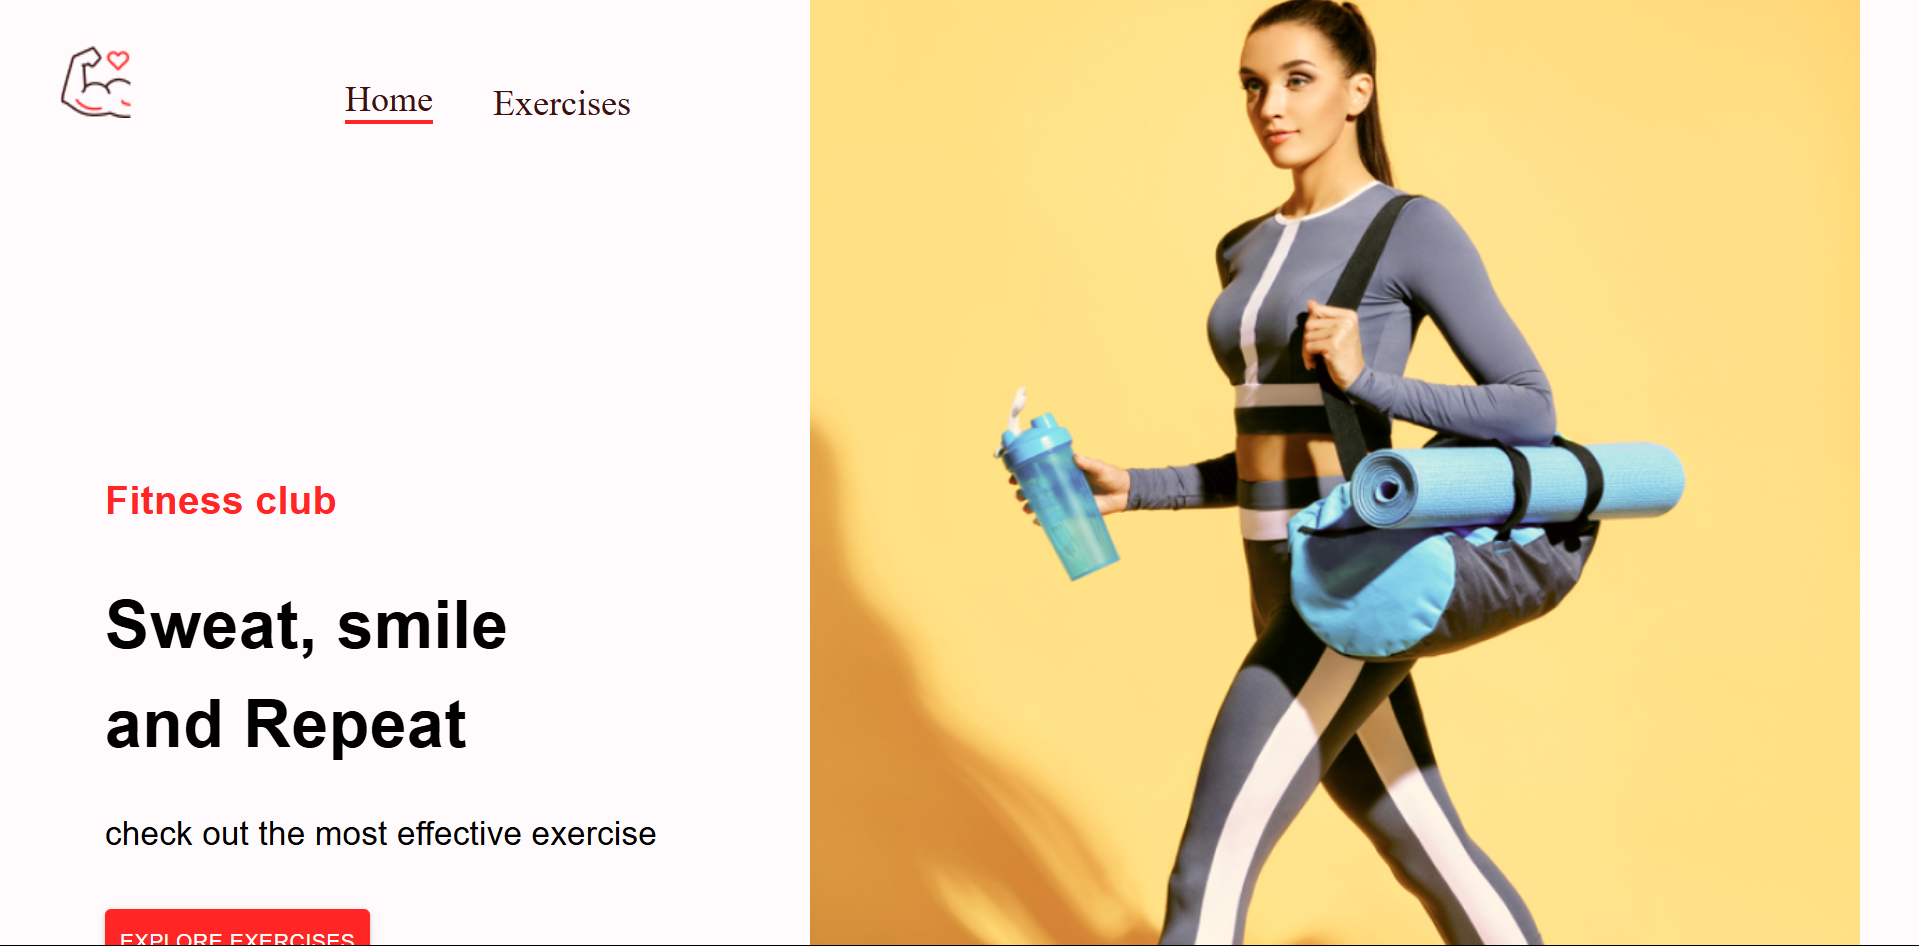 Home
Exercises
Fitness club
Sweat, smile
and Repeat
check out the most effective exercise
EXPLORE EXERCISES